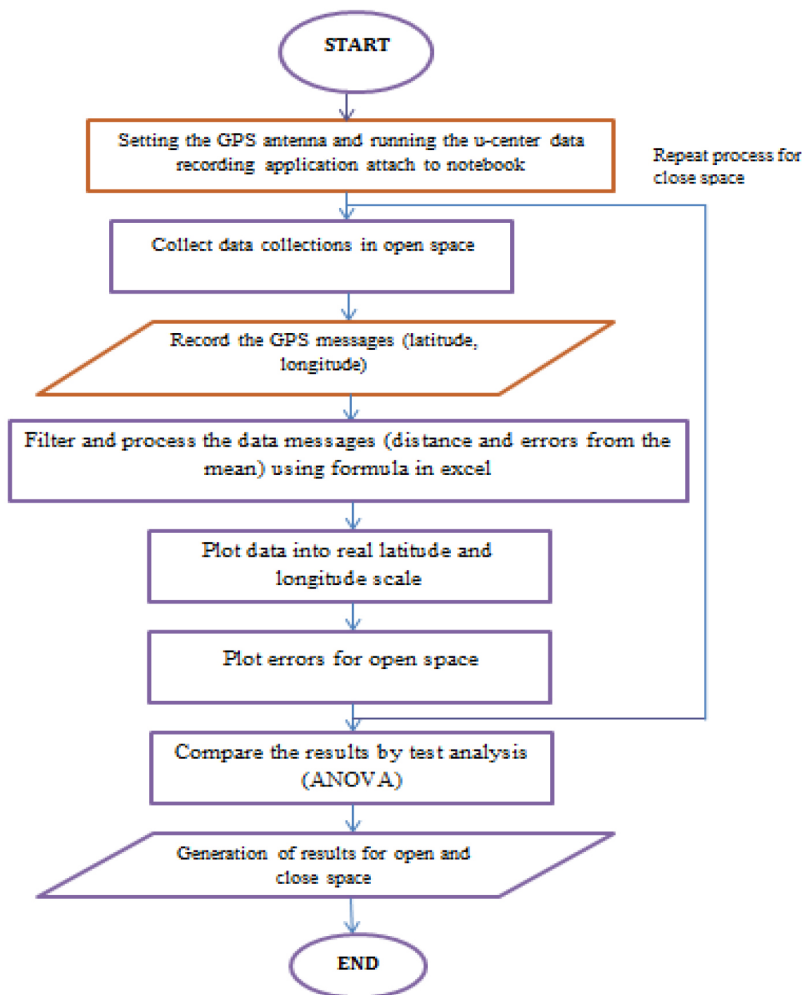 START
Setting the GPS antenna and running the u-center data
recording application attach to notebook
Repeat process for
close space
Collect data collections in open space
Record the GPS messages (latitude,
longitude)
Filter and process the data messages (distance and errors from the
mean) using formula in excel
Plot data into real latitude and
longitude scale
Plot errors for open space
Compare the results by test analysis
(ANOVA)
Generation of results for open and
close space
END